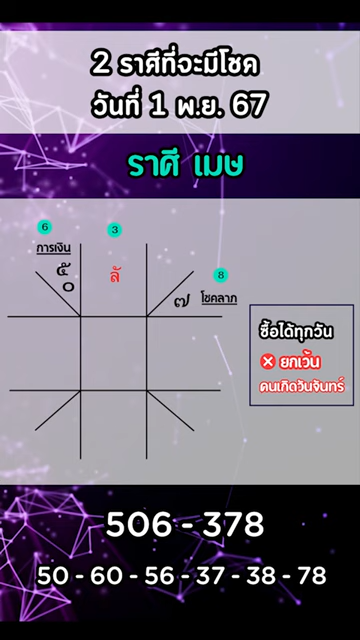 2 ราศีที่จะมีโชค
วันที่ 1 พ.ย. 67
ราศี เมษ
6
3
การเงิน
๕
๐
ลั
8
๗ โชคลาภ
ซื้อได้ทุกวัน
ยกเว้น
คนเกิดวันจันทร์
506 - 378
50 - 60 - 56 - 37 - 38 - 78